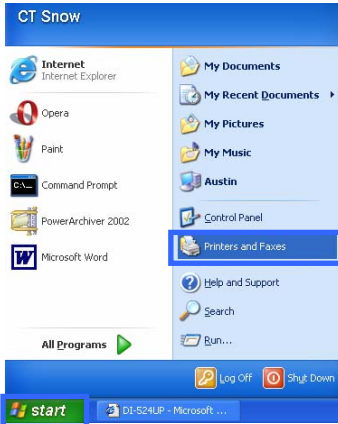 CT Snow
Internet
Internet Explorer
Opera
Paint
C:\_
Command Prompt
PowerArchiver 2002
W
Microsoft Word
All Programs
My Documents
My Recent Documents
My Pictures
My Music
Austin
Control Panel
Printers and Faxes
Help and Support
Search
Run...
Log Off
Shut Down
start
DI-524UP - Microsoft ...